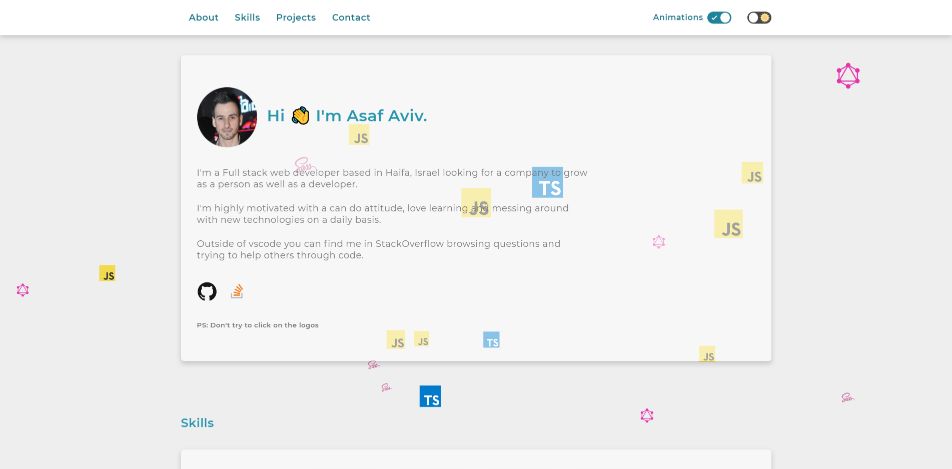 About
Skills
Projects
Contact
Animations
Hi 👋 I'm Asaf Aviv.
JS
I'm a Full stack web developer based in Haifa, Israel looking for a company to grow
as a person as well as a developer.
TS
JS
I'm highly motivated with a can do attitude, love learning and messing around
with new technologies on a daily basis.
JS
JS
Outside of vscode you can find me in StackOverflow browsing questions and
trying to help others through code.
JS
PS: Don't try to click on the logos
JS
JS
TS
JS
TS
Skills